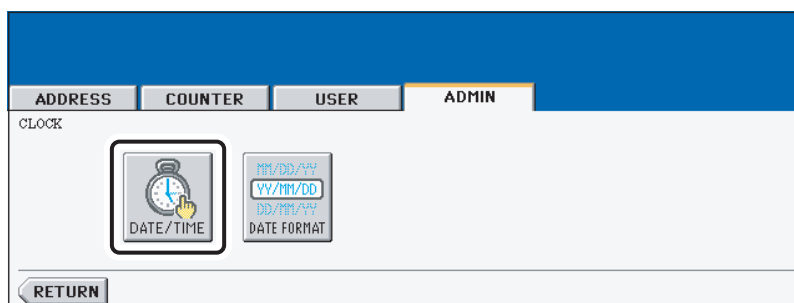 ADDRESS COUNTER USER ADMIN
CLOCK
MM/DD/YY
YY/MM/DD
DD/MM/YY
DATE/TIME DATE FORMAT
RETURN